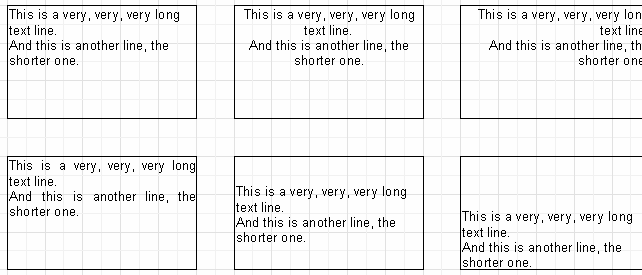 This is a very, very, very long
text line.
And this is another line, the
shorter one.
This is a very, very, very long
text line.
And this is another line, the
shorter one.
This is a very, very, very lon
text line
And this is another line, th
shorter one
This is a very, very, very long
text line.
And this is another line, the
shorter one.
This is a very, very, very long
text line.
And this is another line, the
shorter one.
This is a very, very, very long
text line.
And this is another line, the
shorter one.